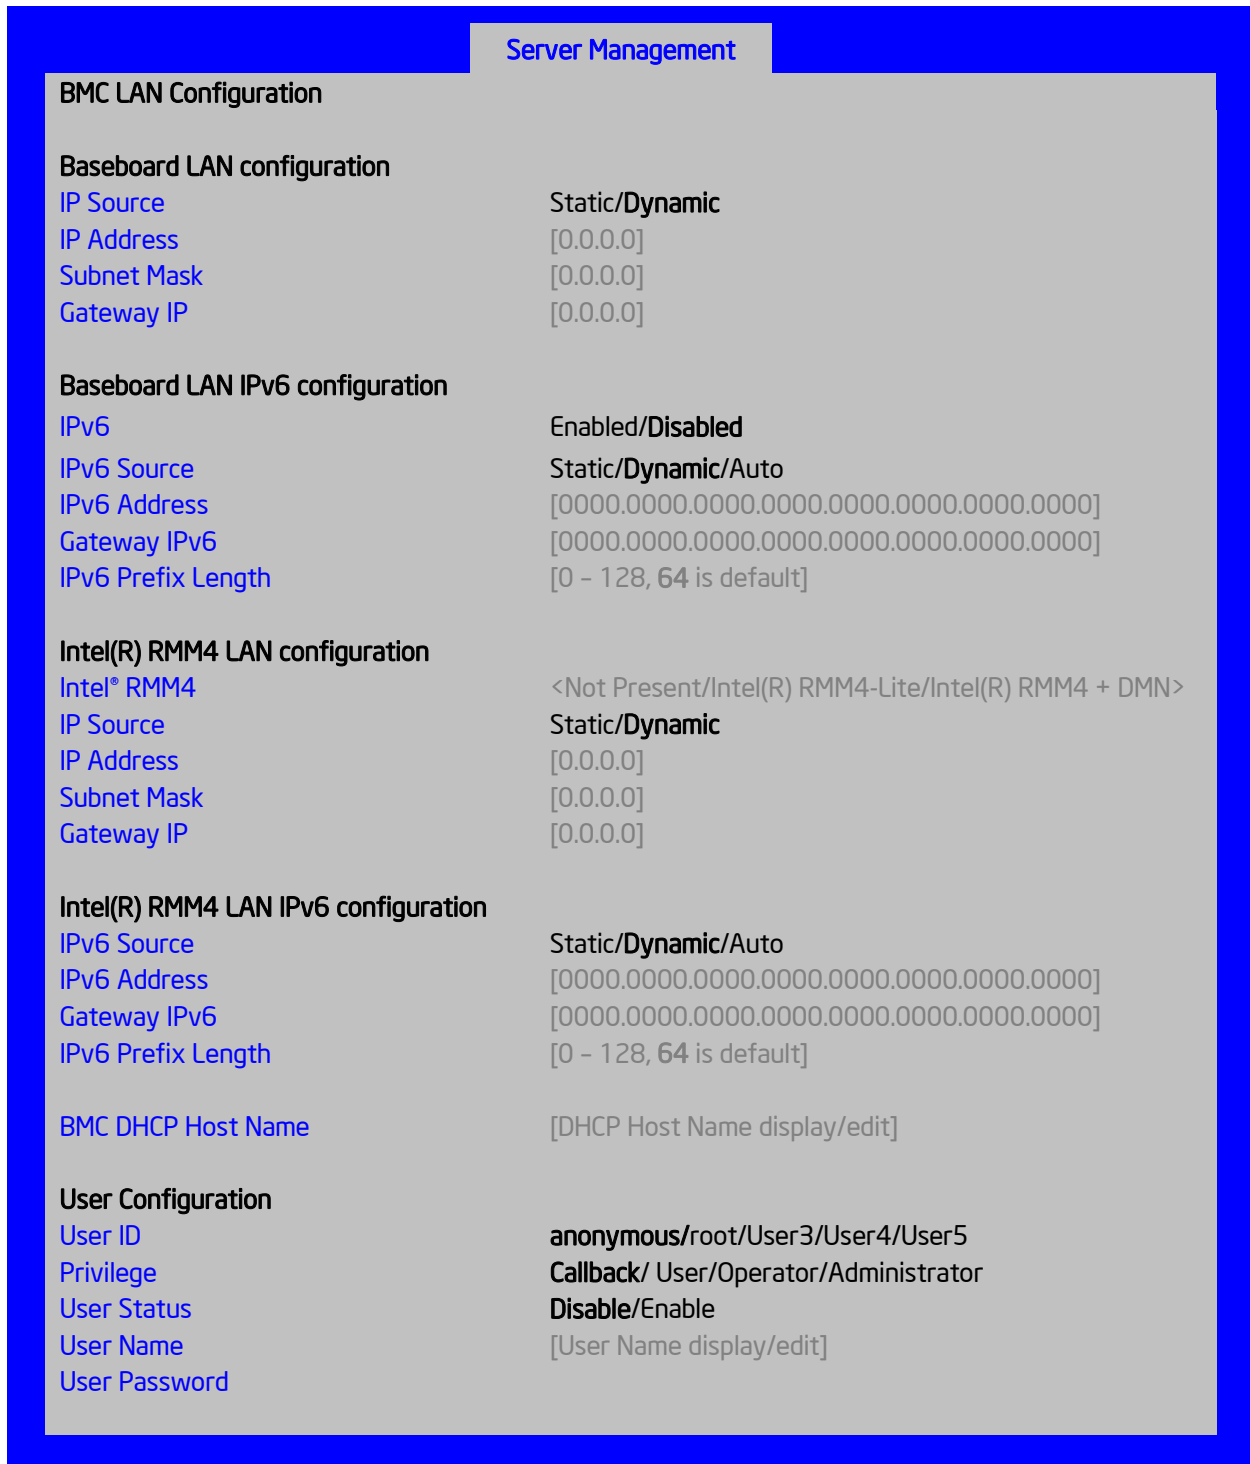 Server Management
BMC LAN Configuration
Baseboard LAN configuration
IP Source Static/Dynamic
IP Address [0.0.0.0]
Subnet Mask [0.0.0.0]
Gateway IP [0.0.0.0]
Baseboard LAN IPv6 configuration
IPv6 Enabled/Disabled
IPv6 Source Static/Dynamic/Auto
IPv6 Address [0000.0000.0000.0000.0000.0000.0000.0000]
Gateway IPv6 [0000.0000.0000.0000.0000.0000.0000.0000]
IPv6 Prefix Length [0 – 128, 64 is default]
Intel(R) RMM4 LAN configuration
Intel® RMM4 <Not Present/Intel(R) RMM4-Lite/Intel(R) RMM4 + DMN>
IP Source Static/Dynamic
IP Address [0.0.0.0]
Subnet Mask [0.0.0.0]
Gateway IP [0.0.0.0]
Intel(R) RMM4 LAN IPv6 configuration
IPv6 Source Static/Dynamic/Auto
IPv6 Address [0000.0000.0000.0000.0000.0000.0000.0000]
Gateway IPv6 [0000.0000.0000.0000.0000.0000.0000.0000]
IPv6 Prefix Length [0 – 128, 64 is default]
BMC DHCP Host Name [DHCP Host Name display/edit]
User Configuration
User ID anonymous/root/User3/User4/User5
Privilege Callback/ User/Operator/Administrator
User Status Disable/Enable
User Name [User Name display/edit]
User Password